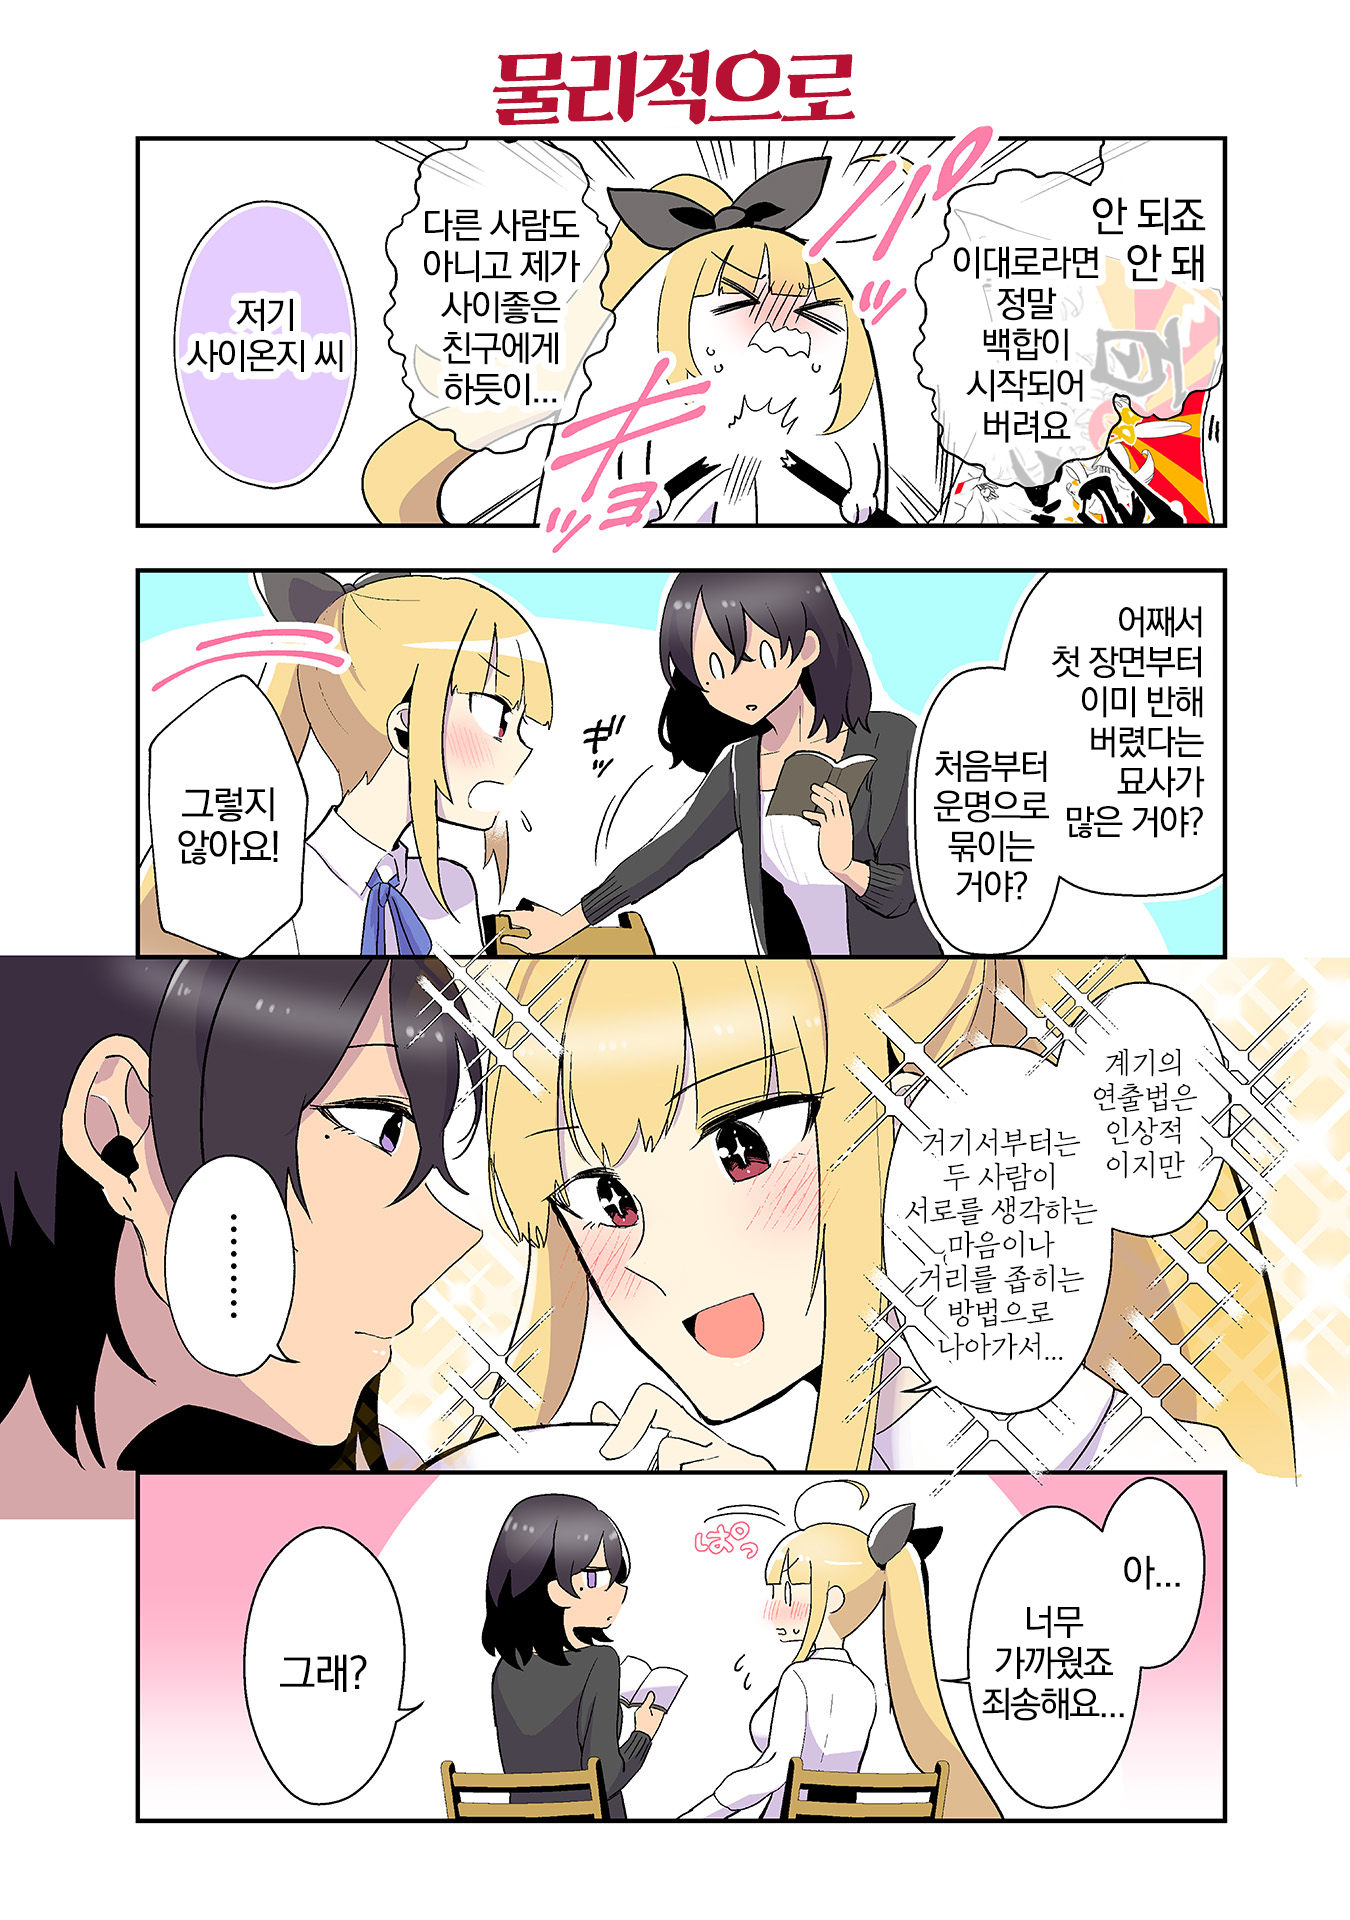 물리적으로
안 되죠
안 돼
이대로라면
정말
백합이
시작되어
버려요
パパッ
キョッ
다른 사람도
아니고 제가
사이좋은
친구에게
하듯이...
저기
사이온지 씨
어째서
첫 장면부터
이미 반해
버렸다는
묘사가
많은 거야?
처음부터
운명으로
묶이는
거야?
그렇지
않아요!
계기의
연출법은
인상적
이지만
거기서부터는
두 사람이
서로를 생각하는
마음이나
거리를 좁히는
방법으로
나아가서...
………
아...
너무
가까웠죠
죄송해요...
ぱっ
그래?